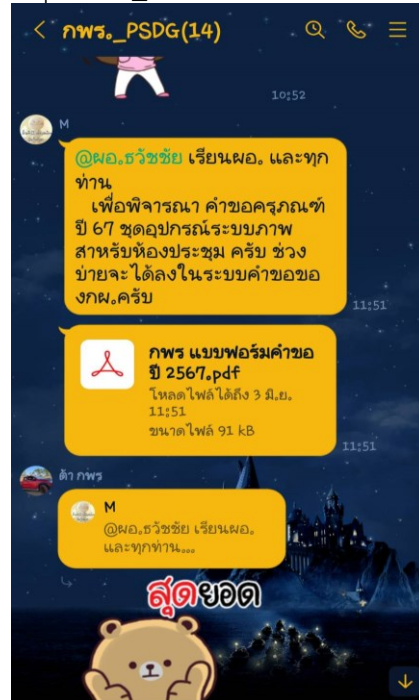 กพร._PSDG(14)
10:52
M
@ผอ.ธวัชชัย เรียนผอ. และทุก
ท่าน
เพื่อพิจารณา คำขอครุภณฑ์
ปี 67 ชุดอุปกรณ์ระบบภาพ
สาหรับห้องประชุม ครับ ช่วง
บ่ายจะได้ลงในระบบคำขอขอ
งกผ.ครับ
11:51
กพร แบบฟอร์มคำขอ
ปี 2567.pdf
โหลดไฟล์ได้ถึง 3 มิ.ย.
11:51
ขนาดไฟล์ 91 kB
11:51
ต้า กพร
M
@ผอ.ธวัชชัย เรียนผอ.
และทุกท่าน...
สุดยอด